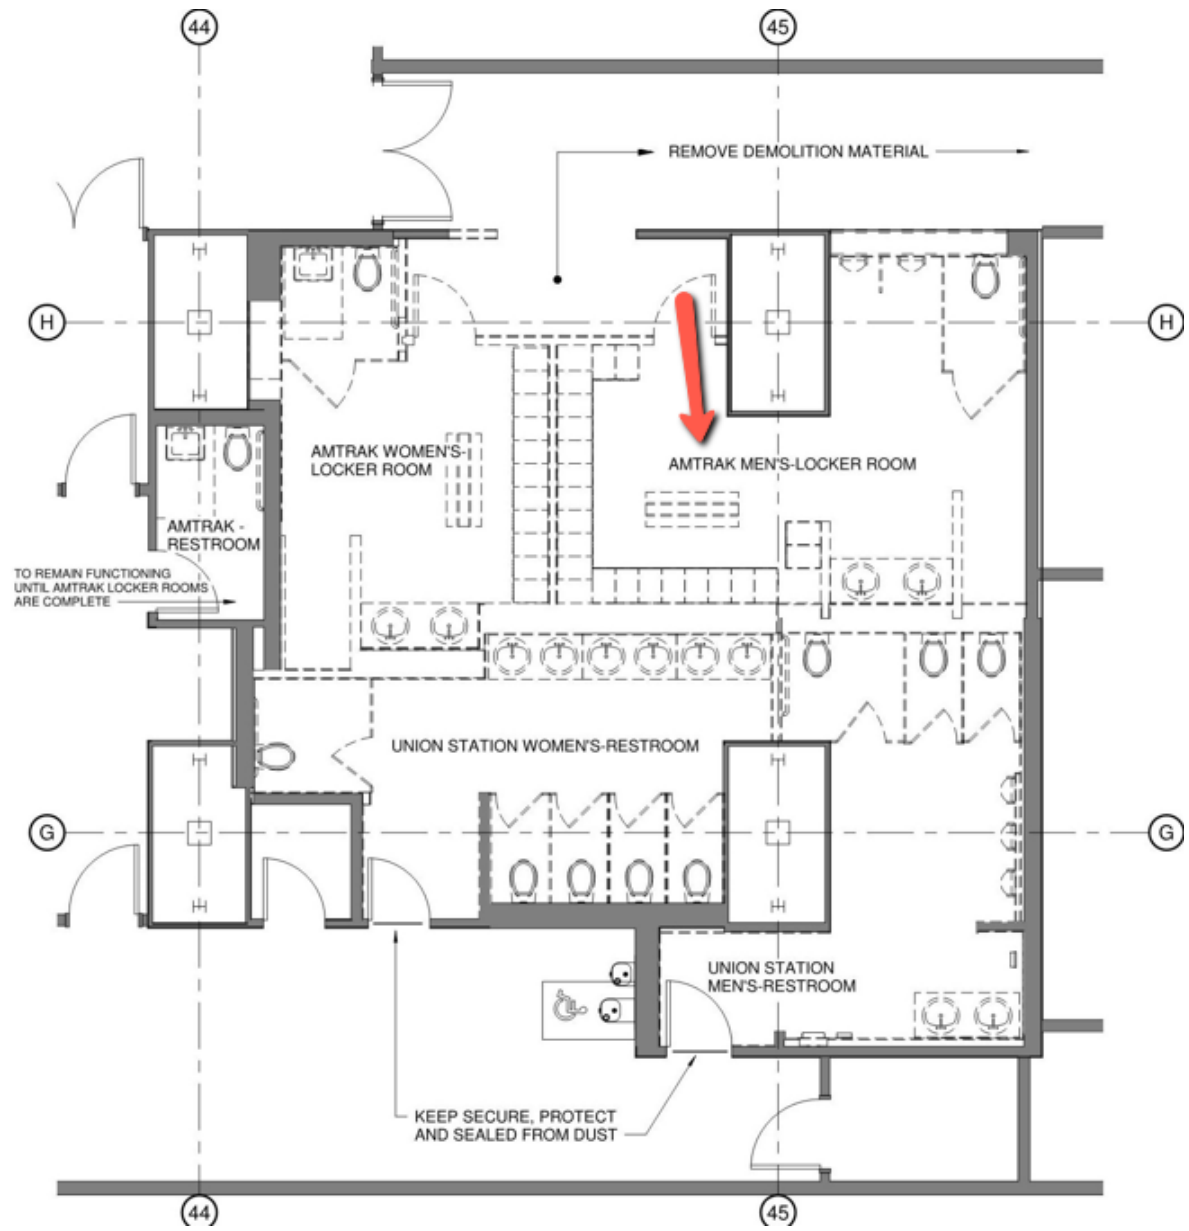 44
45
REMOVE DEMOLITION MATERIAL
H
H
AMTRAK WOMEN'S-
LOCKER ROOM
AMTRAK MEN'S-LOCKER ROOM
AMTRAK -
RESTROOM
TO REMAIN FUNCTIONING
UNTIL AMTRAK LOCKER ROOMS
ARE COMPLETE
UNION STATION WOMEN'S-RESTROOM
G
G
UNION STATION
MEN'S-RESTROOM
KEEP SECURE, PROTECT
AND SEALED FROM DUST
44
45